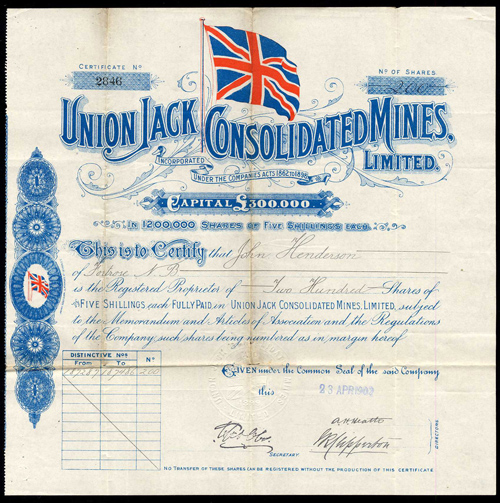 CERTIFICATE Nº
2846
Nº OF SHARES
200
UNION JACK CONSOLIDATED MINES,
LIMITED.
INCORPORATED
UNDER THE COMPANIES ACTS 1862 TO 1898
CAPITAL £300.000
IN 1200.000 SHARES OF FIVE SHILLINGS EACH
This is to Certify that John Henderson
of N. B.
is the Registered Proprietor of Two Hundred Shares
of FIVE SHILLINGS each FULLY PAID, in UNION JACK CONSOLIDATED MINES, LIMITED, subject
to the Memorandum and Articles of Association and the Regulations
of the Company, such shares being numbered as in margin hereof.
DISTINCTIVE Nºs
From To Nº
200
GIVEN under the Common Seal of the said Company
this 23 APR 1902
SECRETARY
DIRECTORS
NO TRANSFER OF THESE SHARES CAN BE REGISTERED WITHOUT THE PRODUCTION OF THIS CERTIFICATE